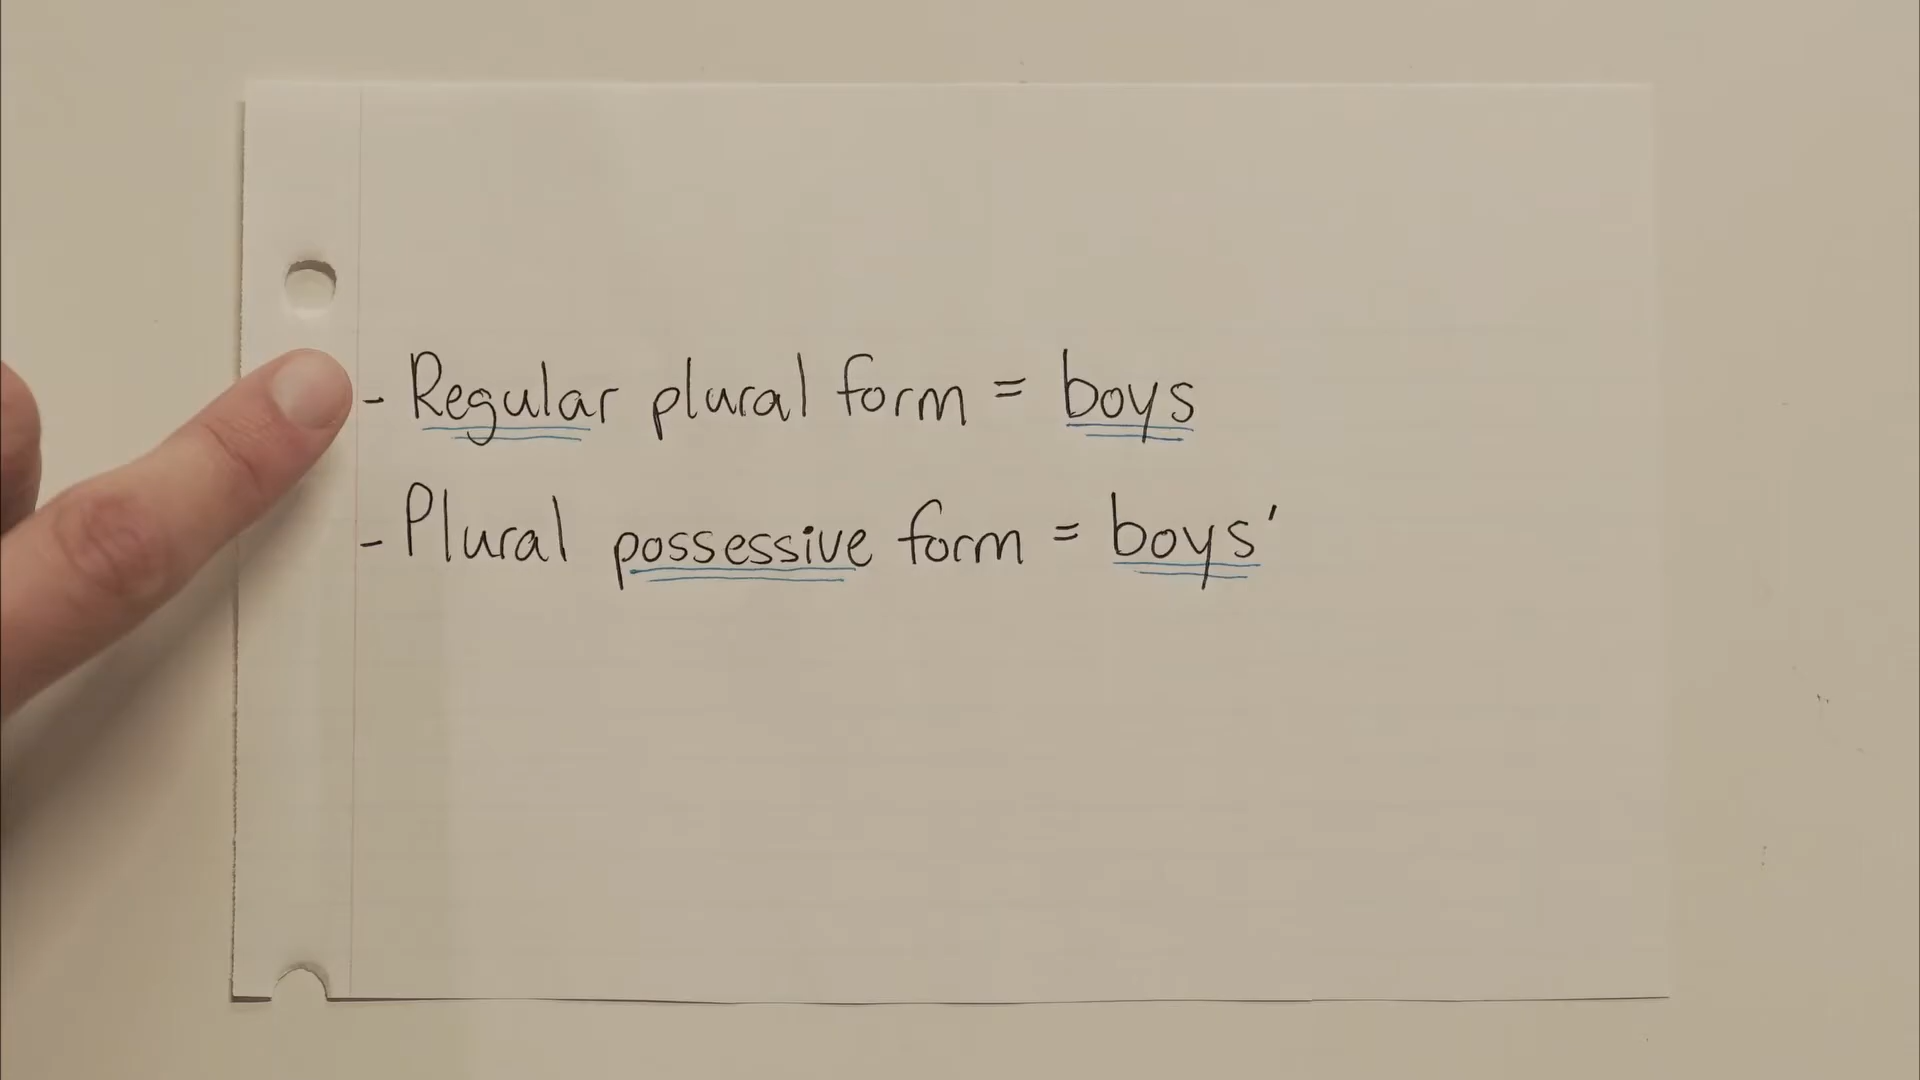 - Regular plural form = boys
- Plural possessive form = boys'